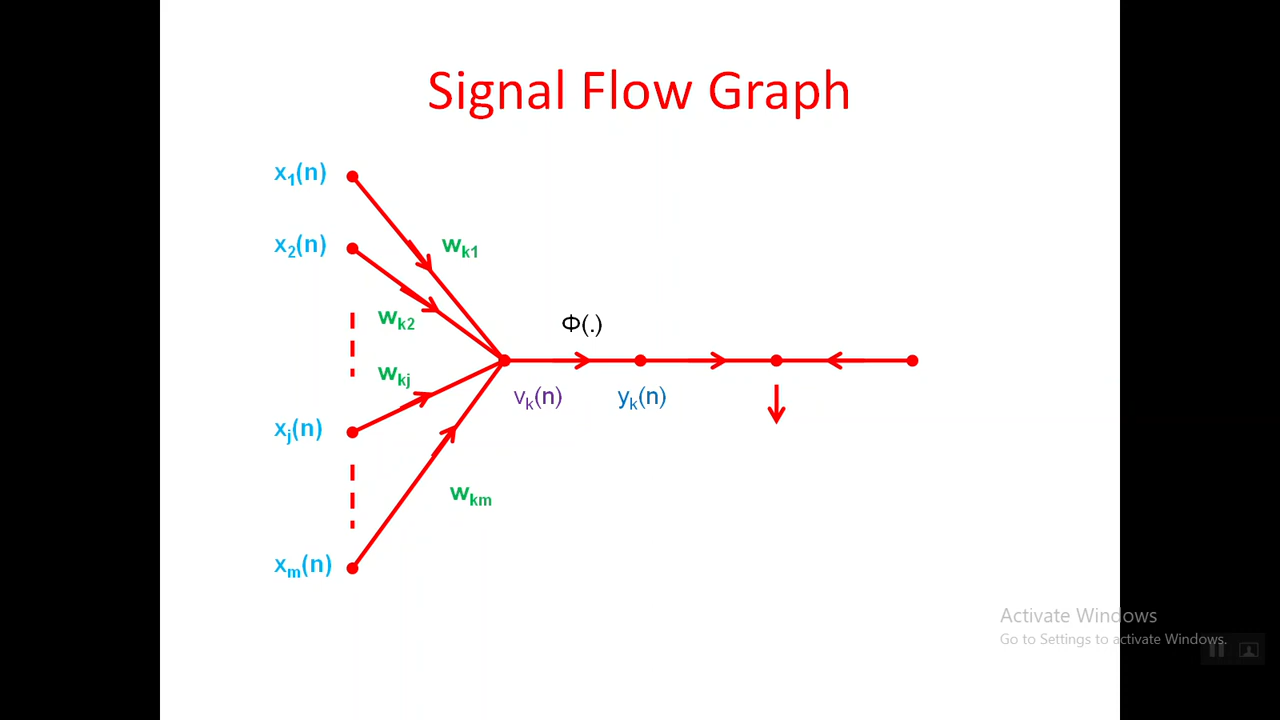 Signal Flow Graph
x₁(n)
wₖ₁
x₂(n)
wₖ₂
Φ(.)
wₖⱼ
vₖ(n)
yₖ(n)
xⱼ(n)
wₖₘ
xₘ(n)
Activate Windows
Go to Settings to activate Windows.